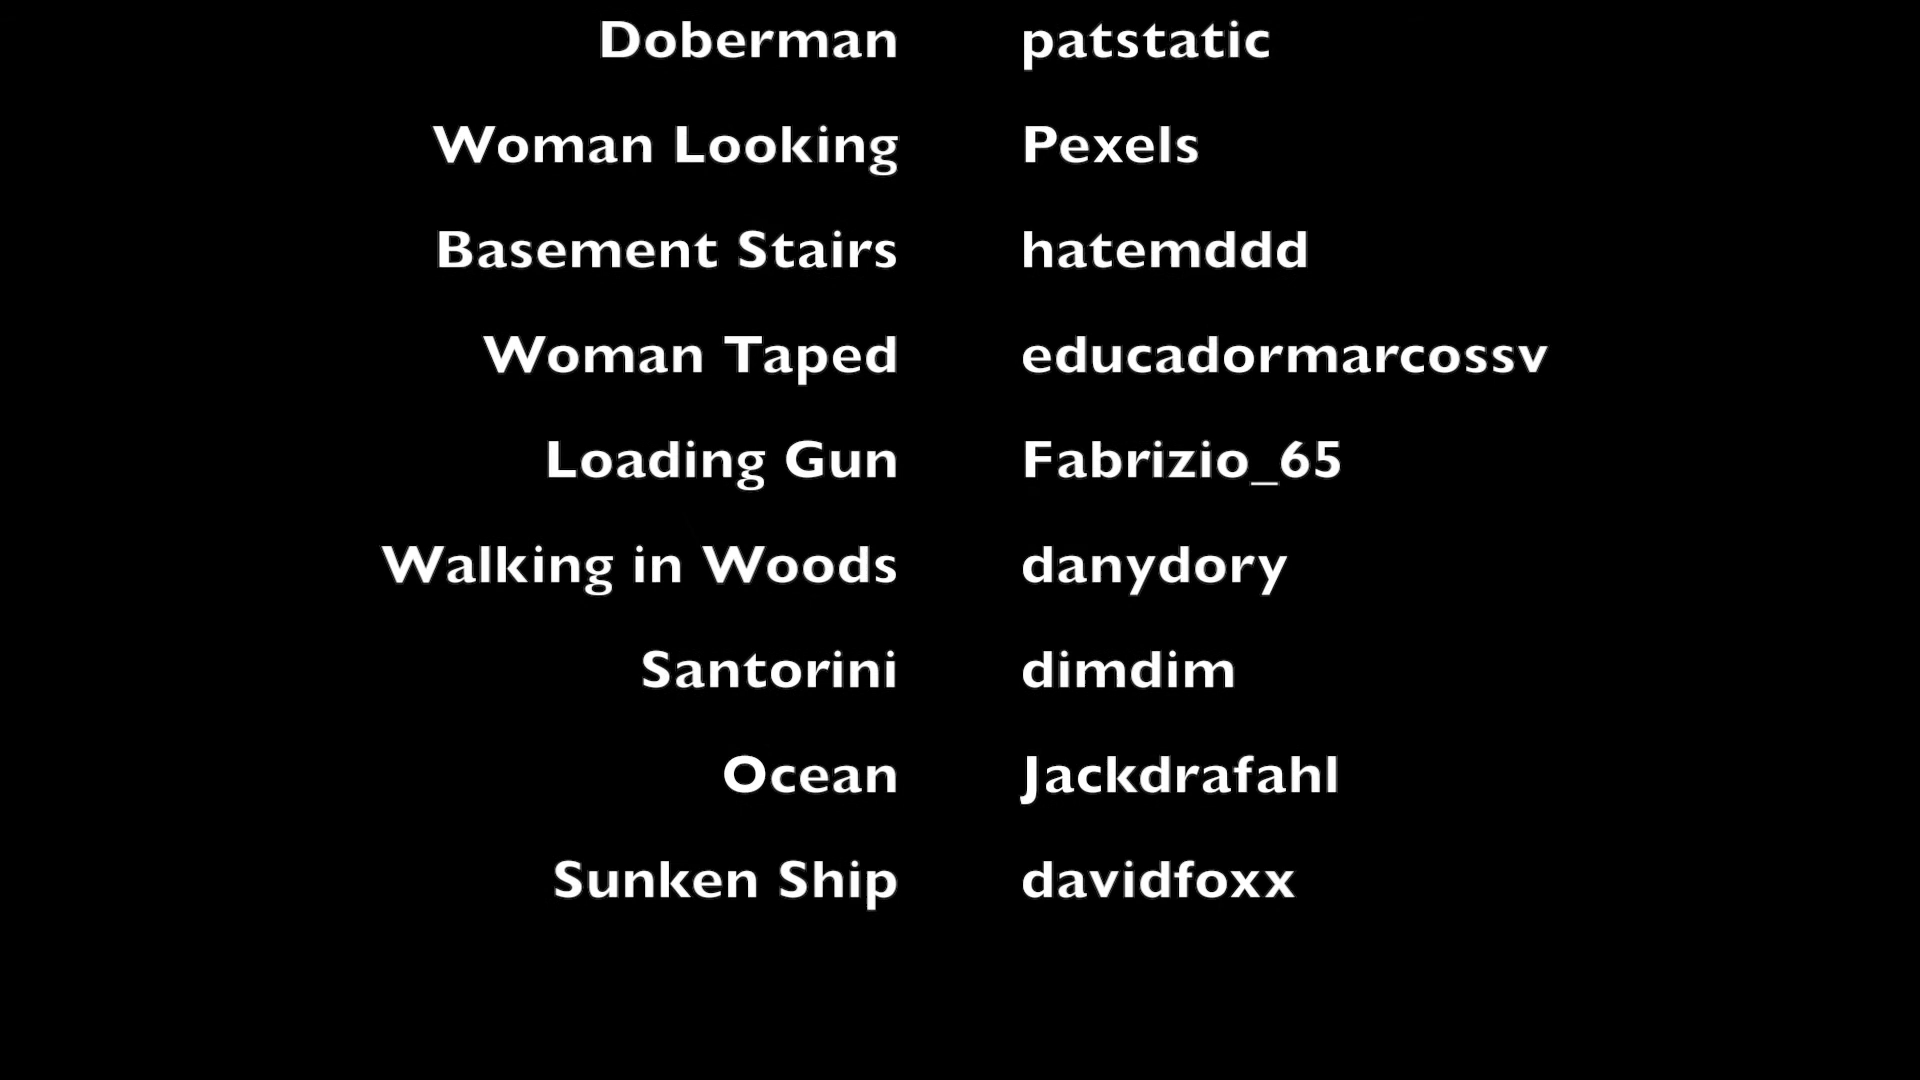 Doberman patstatic
Woman Looking Pexels
Basement Stairs hatemddd
Woman Taped educadormarcossv
Loading Gun Fabrizio_65
Walking in Woods danydory
Santorini dimdim
Ocean Jackdrafahl
Sunken Ship davidfoxx